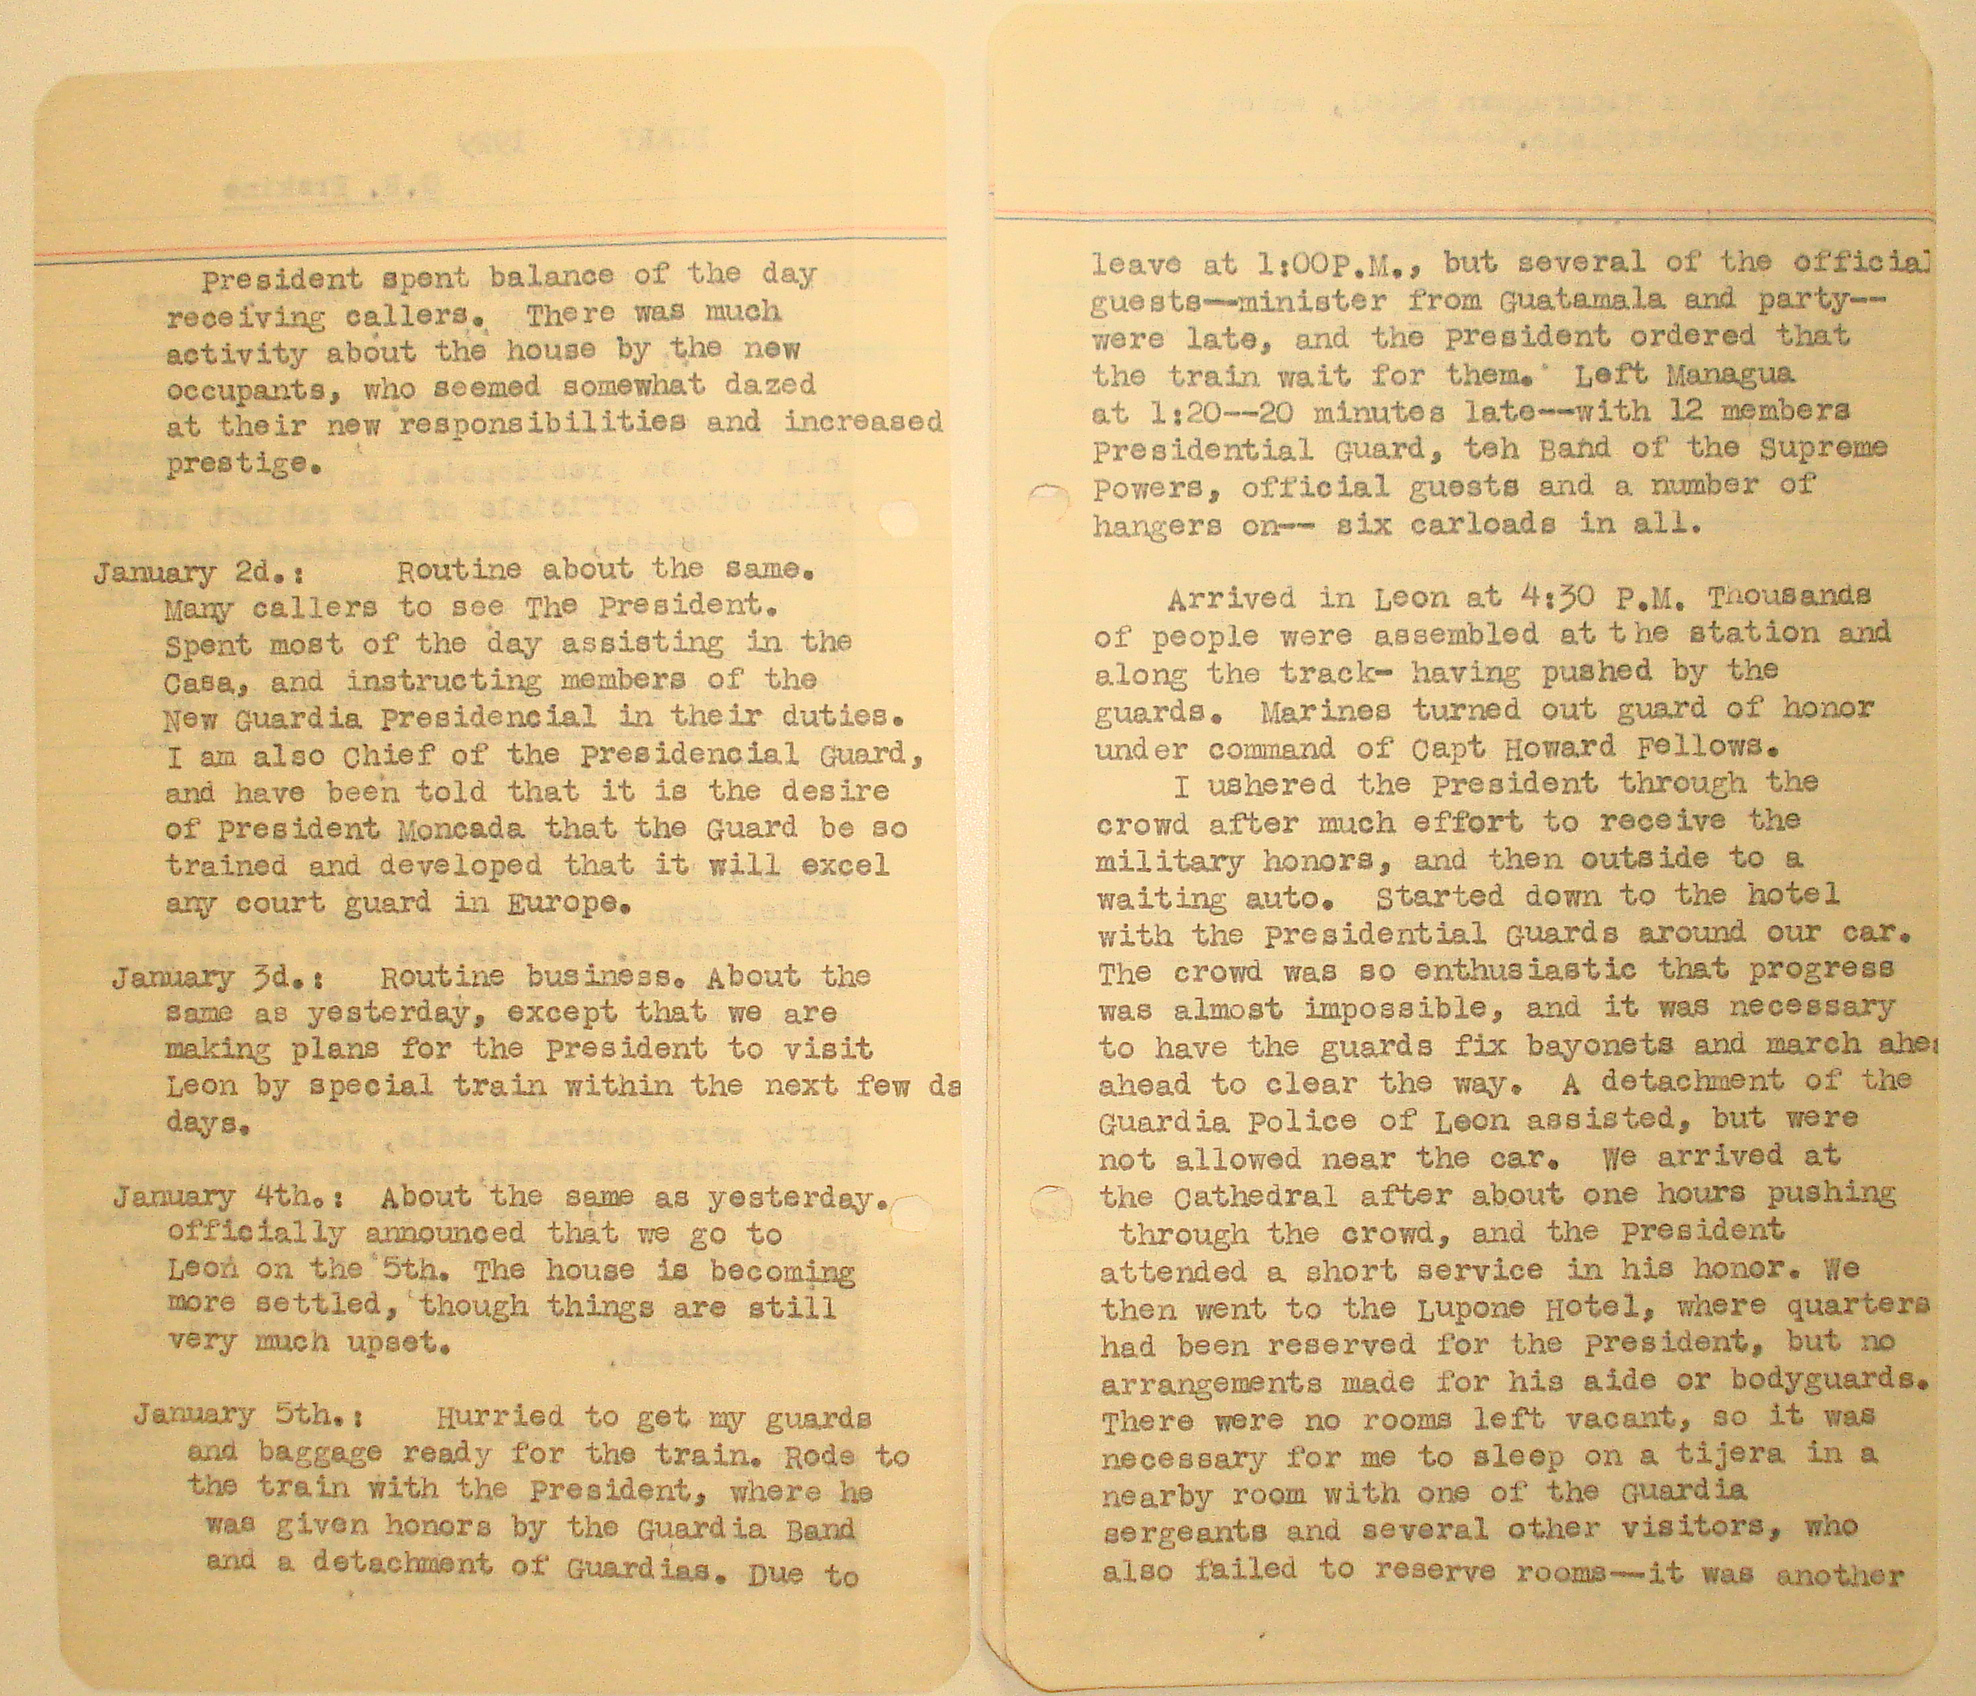 President spent balance of the day
receiving callers. There was much
activity about the house by the new
occupants, who seemed somewhat dazed
at their new responsibilities and increased
prestige.
January 2d.: Routine about the same.
Many callers to see The President.
Spent most of the day assisting in the
Casa, and instructing members of the
New Guardia Presidencial in their duties.
I am also Chief of the Presidencial Guard,
and have been told that it is the desire
of President Moncada that the Guard be so
trained and developed that it will excel
any court guard in Europe.
January 3d.: Routine business. About the
same as yesterday, except that we are
making plans for the President to visit
Leon by special train within the next few da
days.
January 4th.: About the same as yesterday.
officially announced that we go to
Leon on the 5th. The house is becoming
more settled, though things are still
very much upset.
January 5th.: Hurried to get my guards
and baggage ready for the train. Rode to
the train with the President, where he
was given honors by the Guardia Band
and a detachment of Guardias. Due to
leave at 1:00P.M., but several of the official
guests--minister from Guatamala and party--
were late, and the President ordered that
the train wait for them. Left Managua
at 1:20--20 minutes late--with 12 members
Presidential Guard, teh Band of the Supreme
Powers, official guests and a number of
hangers on-- six carloads in all.
Arrived in Leon at 4:30 P.M. Thousands
of people were assembled at the station and
along the track- having pushed by the
guards. Marines turned out guard of honor
under command of Capt Howard Fellows.
I ushered the President through the
crowd after much effort to receive the
military honors, and then outside to a
waiting auto. Started down to the hotel
with the Presidential Guards around our car.
The crowd was so enthusiastic that progress
was almost impossible, and it was necessary
to have the guards fix bayonets and march ahea
ahead to clear the way. A detachment of the
Guardia Police of Leon assisted, but were
not allowed near the car. We arrived at
the Cathedral after about one hours pushing
through the crowd, and the President
attended a short service in his honor. We
then went to the Lupone Hotel, where quarters
had been reserved for the President, but no
arrangements made for his aide or bodyguards.
There were no rooms left vacant, so it was
necessary for me to sleep on a tijera in a
nearby room with one of the Guardia
sergeants and several other visitors, who
also failed to reserve rooms--it was another